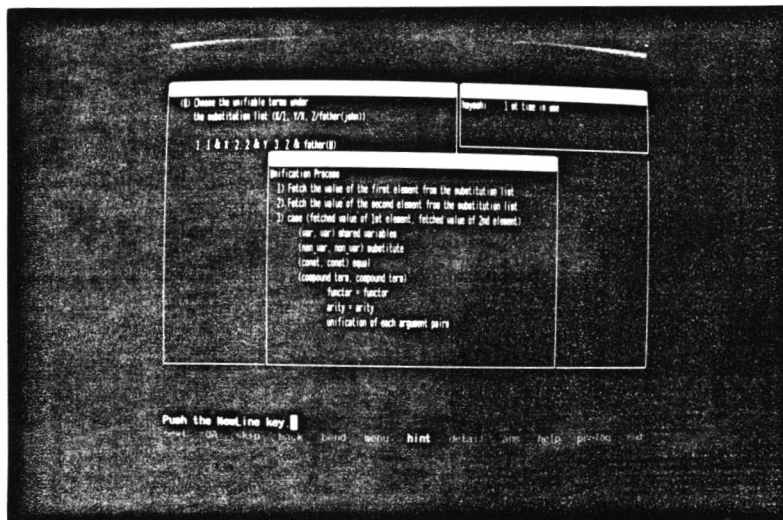 (8) Choose the unifiable terms under
the substitution list (X/1, Y/X, Z/father(john))
1. 1 & X 2. 2 & Y 3. Z & father(B)
hayashi 1 st time in use
Unification Process
1) Fetch the value of the first element from the substitution list
2) Fetch the value of the second element from the substitution list
3) case (fetched value of 1st element, fetched value of 2nd element)
(var, var) shared variables
(non_var, non_var) substitute
(const, const) equal
(compound term, compound term)
functor = functor
arity = arity
unification of each argument pairs
Push the NewLine key.
next QA skip back bend menu hint detail ans help prolog end